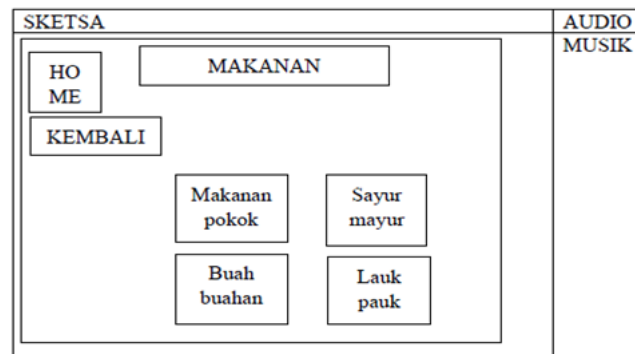 SKETSA
AUDIO
MUSIK
HO
ME
MAKANAN
KEMBALI
Makanan
pokok
Sayur
mayur
Buah
buahan
Lauk
pauk